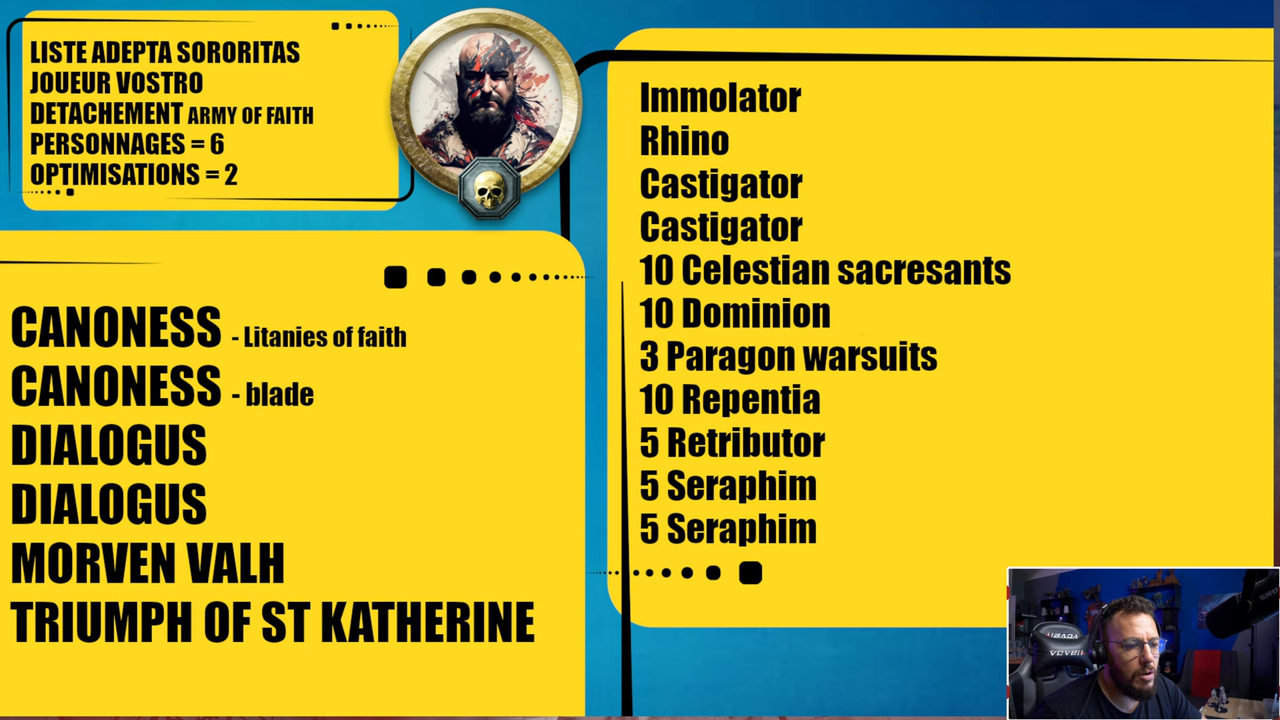 LISTE ADEPTA SORORITAS
JOUEUR VOSTRO
DETACHEMENT ARMY OF FAITH
PERSONNAGES = 6
OPTIMISATIONS = 2
CANONESS - Litanies of faith
CANONESS - blade
DIALOGUS
DIALOGUS
MORVEN VALH
TRIUMPH OF ST KATHERINE
Immolator
Rhino
Castigator
Castigator
10 Celestian sacresants
10 Dominion
3 Paragon warsuits
10 Repentia
5 Retributor
5 Seraphim
5 Seraphim